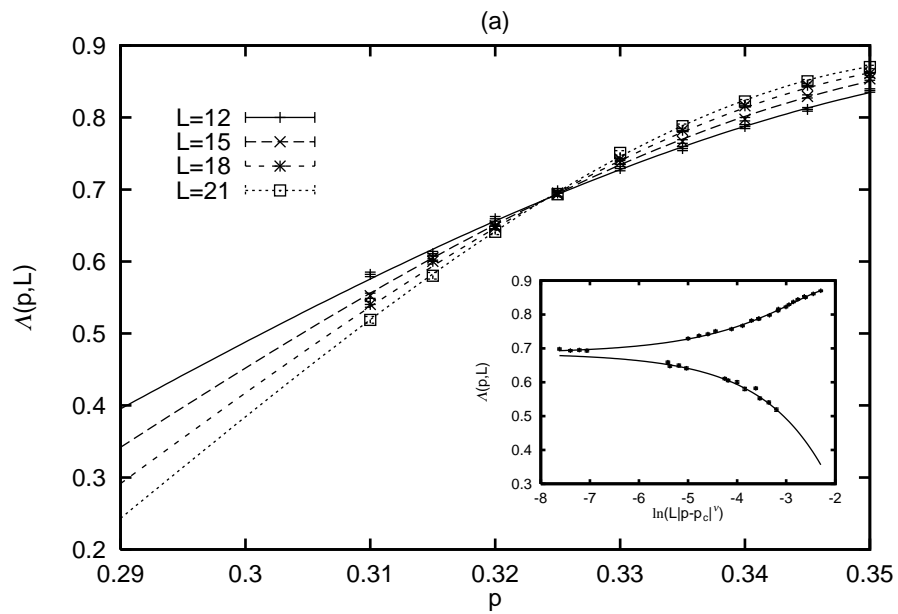 (a)
0.9
0.8
0.7
0.6
0.5
0.4
0.3
0.2
Λ(p,L)
L=12
L=15
L=18
L=21
0.29 0.3 0.31 0.32 0.33 0.34 0.35
p
0.9
0.8
0.7
0.6
0.5
0.4
0.3
Λ(p,L)
-8 -7 -6 -5 -4 -3 -2
ln(L|p-p_c|^ν)